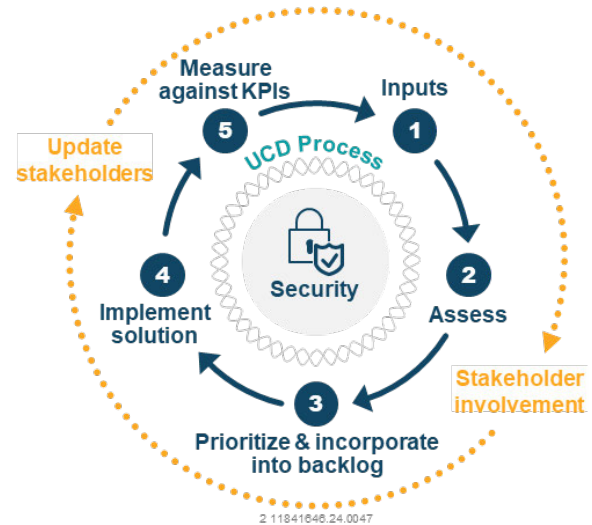 Measure
against KPIs
Inputs
5
1
UCD Process
Update
stakeholders
4
2
Security
Implement
solution
Assess
Stakeholder
involvement
3
Prioritize & incorporate
into backlog
2 11841646.24.0047